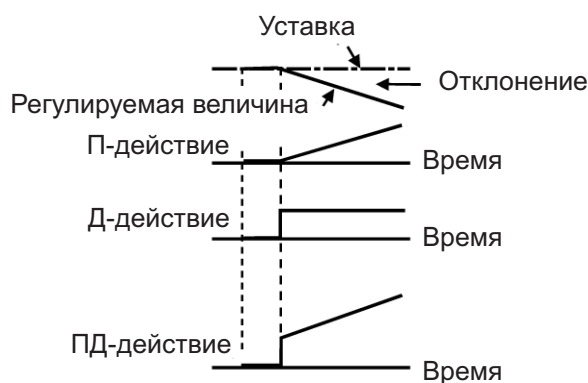 Уставка
Отклонение
Регулируемая величина
П-действие
Время
Д-действие
Время
ПД-действие
Время